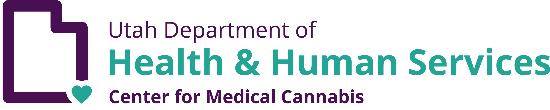 Utah Department of
Health & Human Services
Center for Medical Cannabis